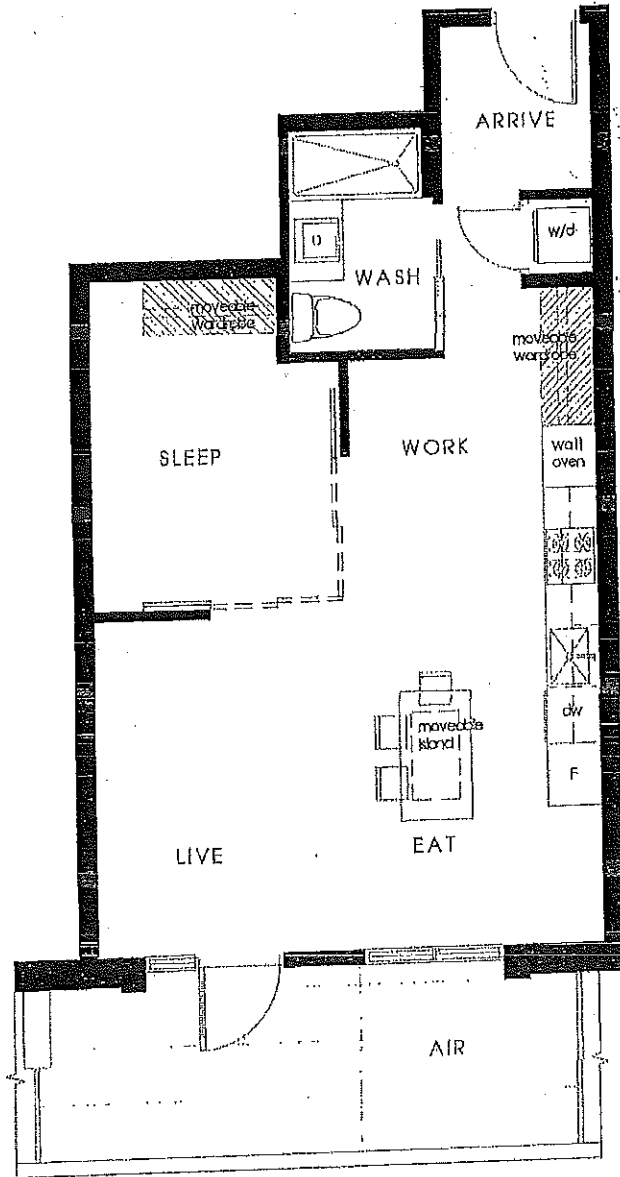 ARRIVE
w/d
WASH
moveable
wardrobe
moveable
wardrobe
SLEEP
WORK
wall
oven
moveable
island
dw
F
LIVE
EAT
AIR